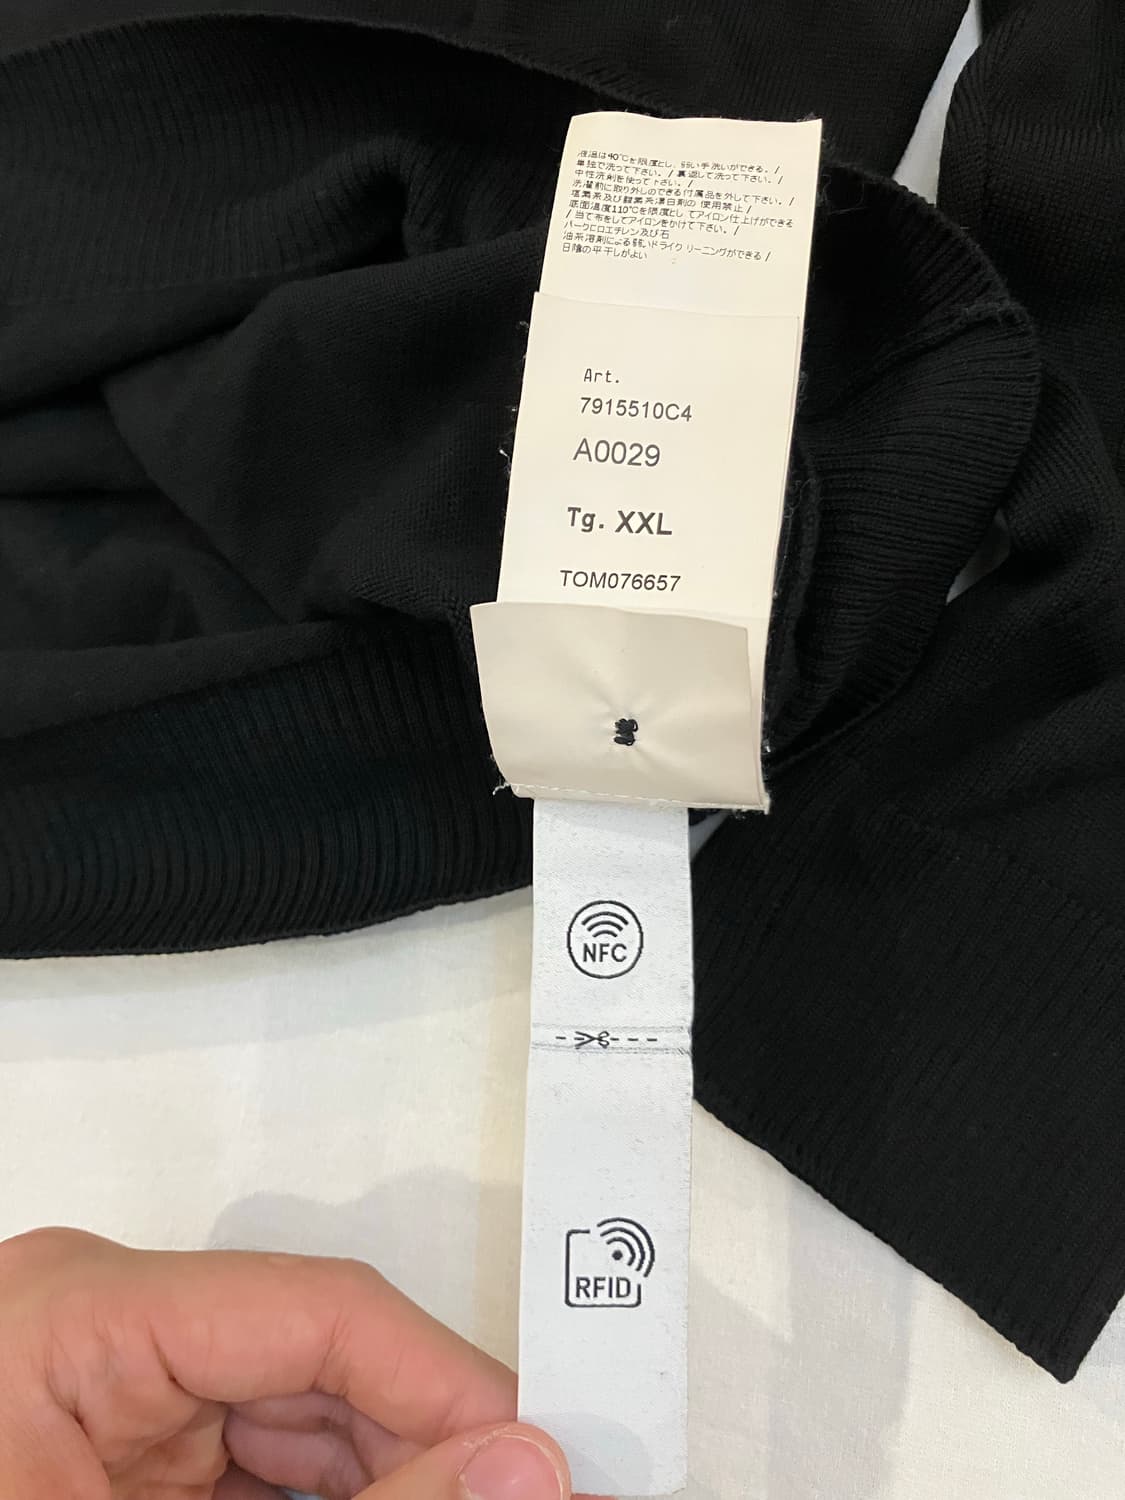 液温は40℃を限度とし、弱い手洗いができる。/
単独で洗って下さい。/ 裏返して洗って下さい。/
中性洗剤を使って下さい。/
洗濯前に取り外しのできる付属品を外して下さい。/
塩素系及び酸素系漂白剤の 使用禁止 /
底面温度110℃を限度とし てアイロン仕上げができる
/ 当て布をしてアイロンをかけて下さい。/
パークロロエチレン及び石
油系溶剤による弱いドライク リーニングができる /
日陰の平干しがよい
Art.
7915510C4
A0029
Tg. XXL
TOM076657
NFC
RFID